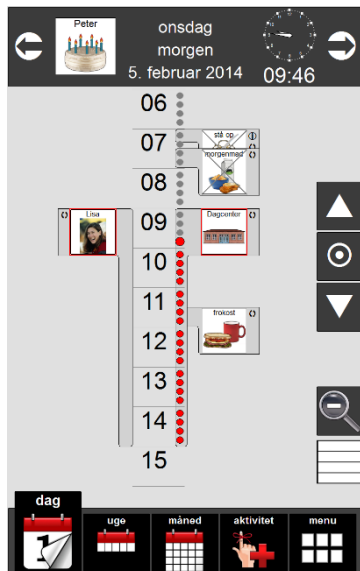 Peter
onsdag
morgen
5. februar 2014
09:46
06
07
stå op
morgenmad
08
Lisa
09
Dagcenter
10
11
frokost
12
13
14
15
dag
uge
måned
aktivitet
menu